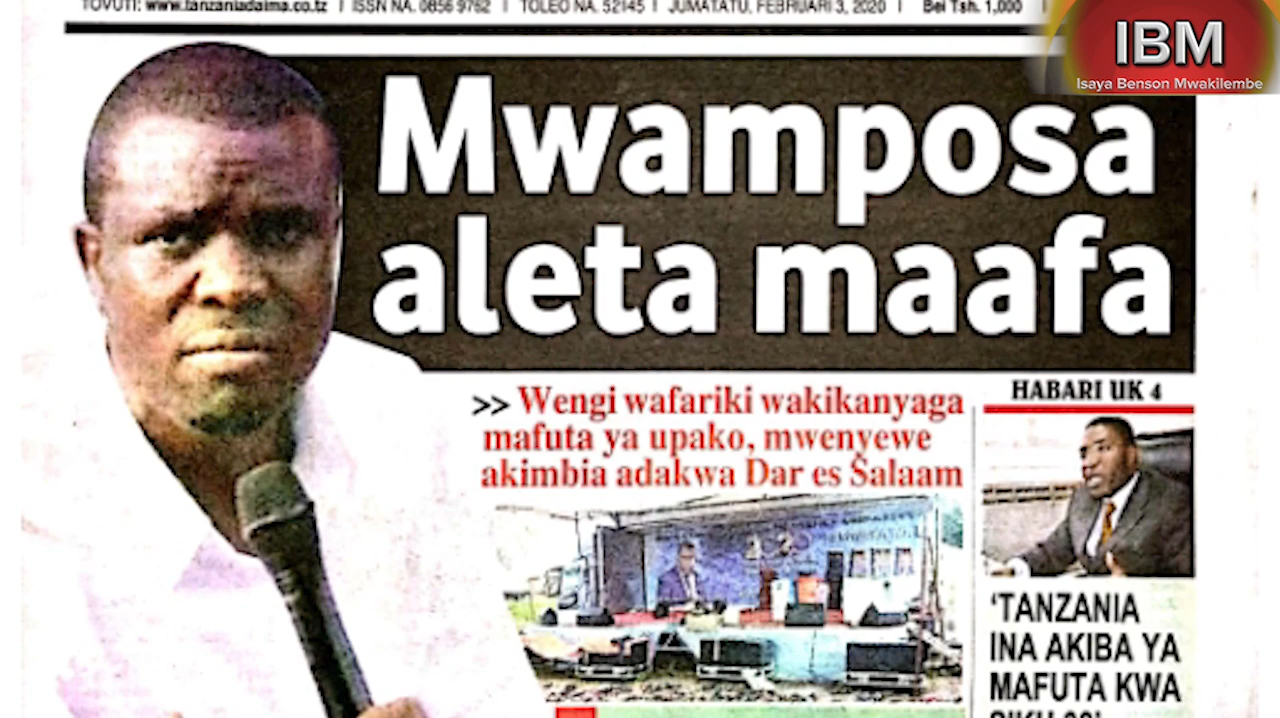 TOVUTI: www.tanzaniadaima.co.tz | ISSN NA. 0856 9762 | TOLEO NA. 52145 | JUMATATU, FEBRUARI 3, 2020 | Bei Tsh. 1,000
IBM
Isaya Benson Mwakilembe
Mwamposa
aleta maafa
>> Wengi wafariki wakikanyaga
mafuta ya upako, mwenyewe
akimbia adakwa Dar es Salaam
HABARI UK 4
‘TANZANIA
INA AKIBA YA
MAFUTA KWA